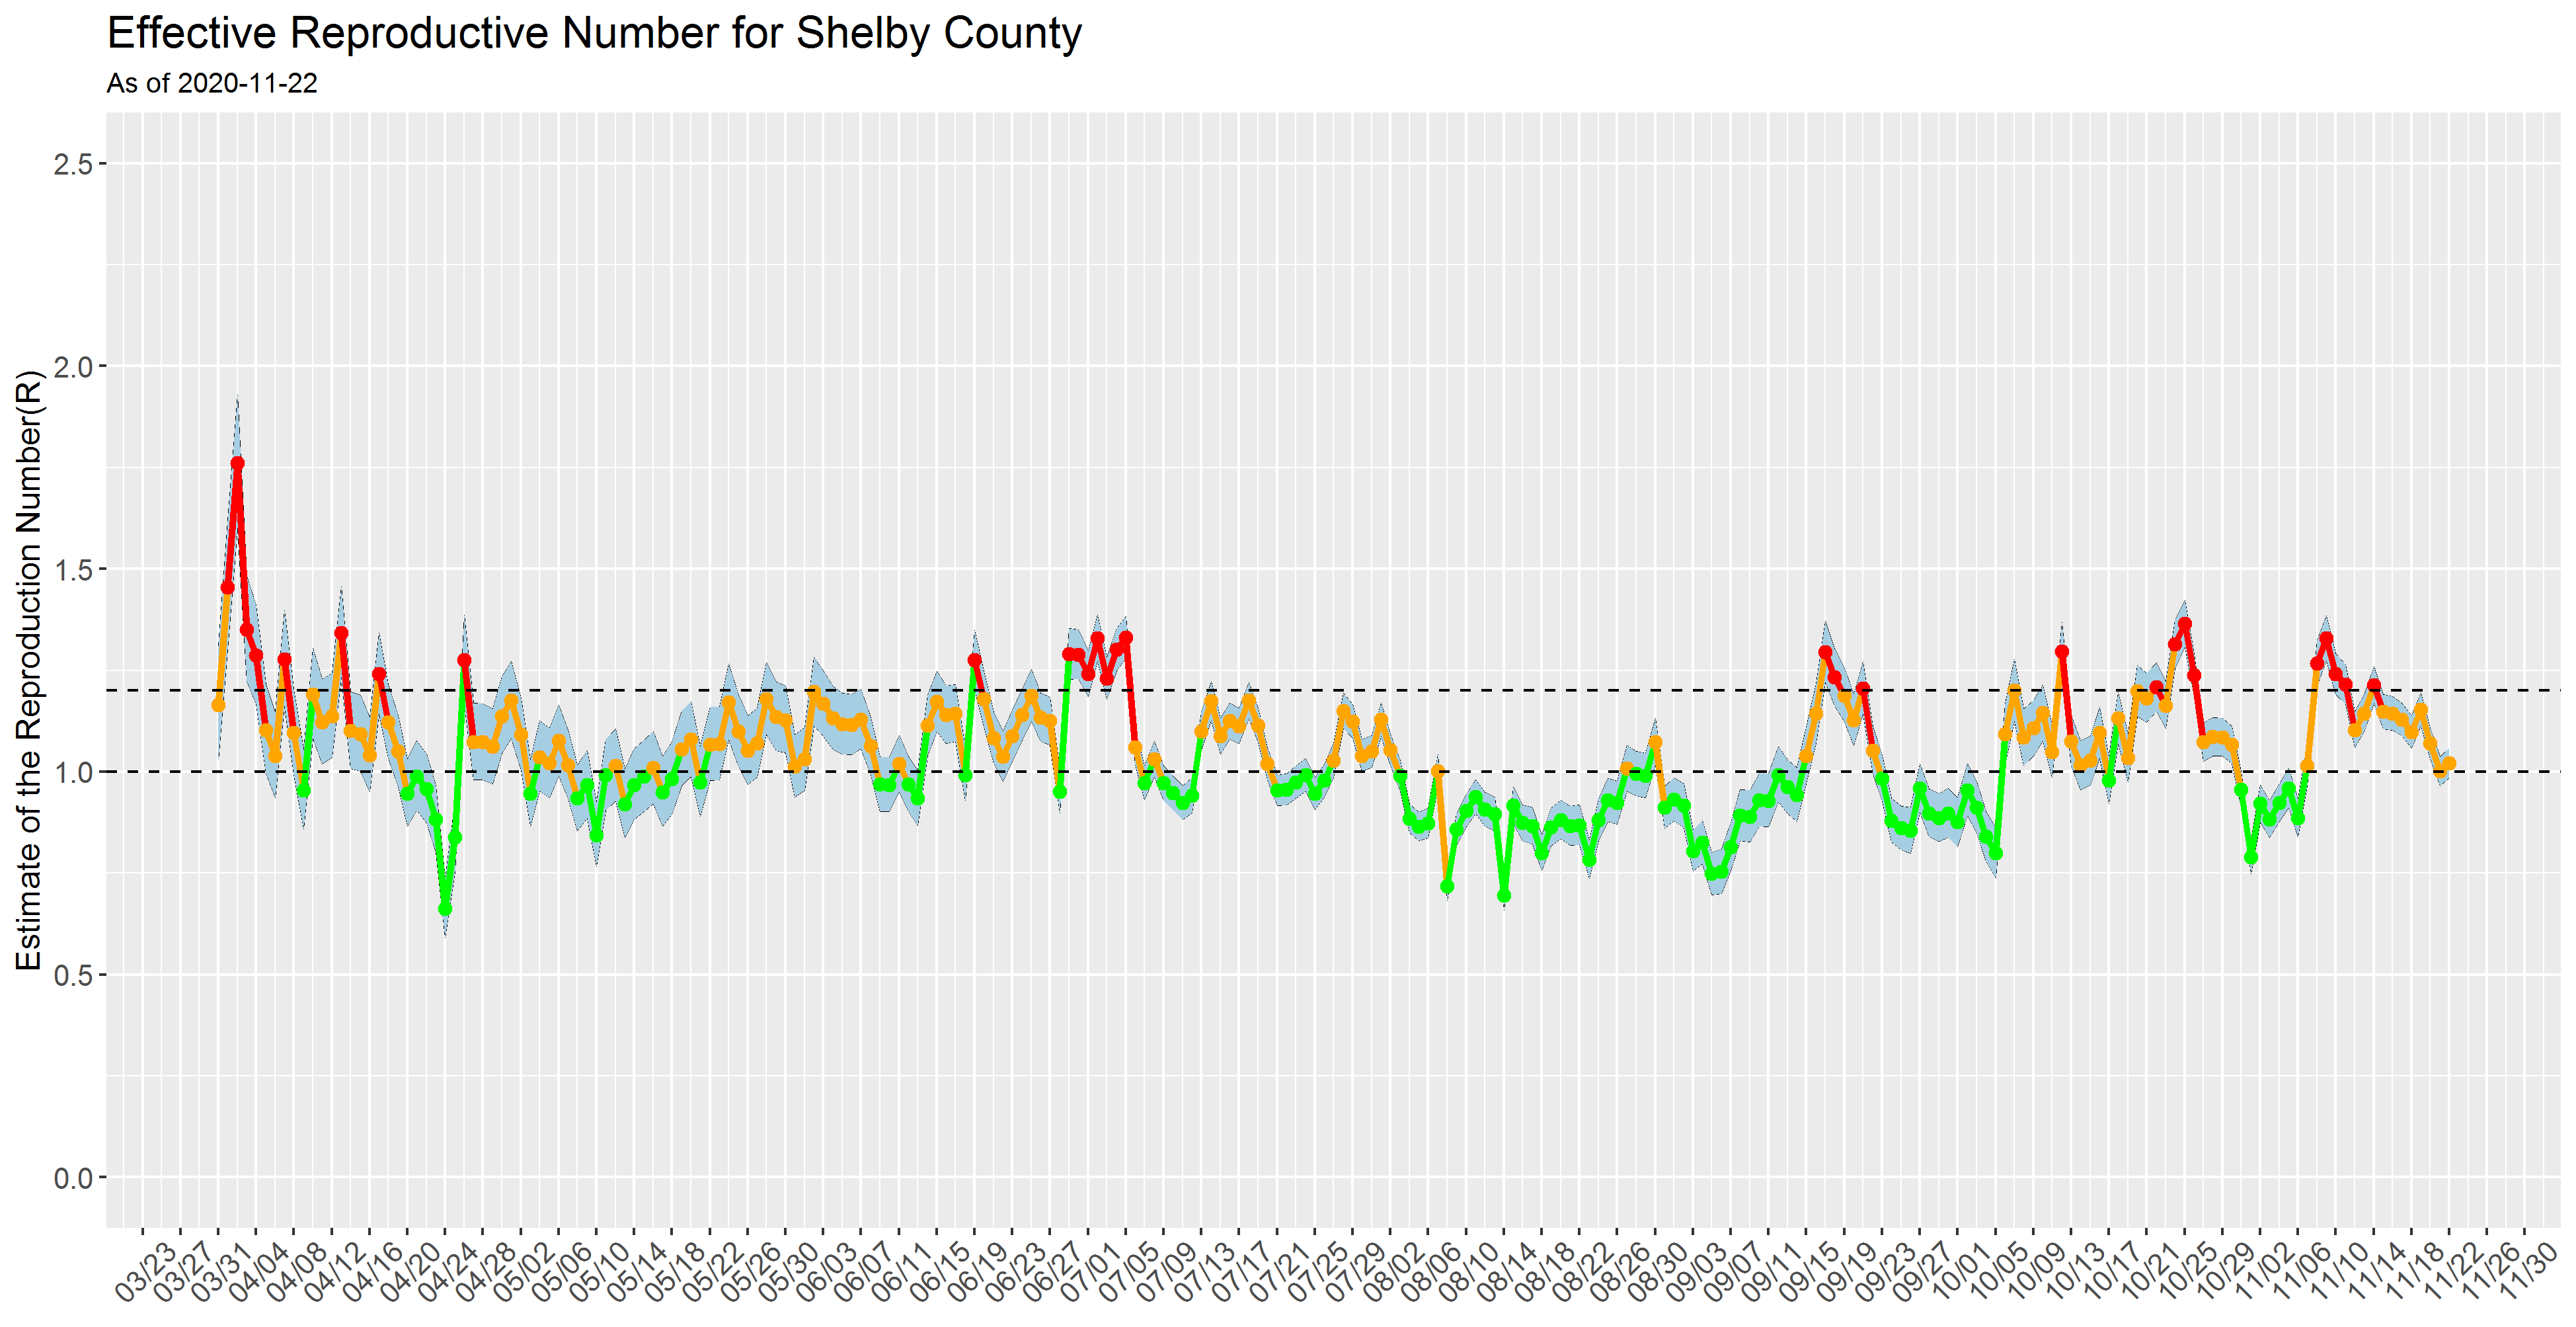 Effective Reproductive Number for Shelby County
As of 2020-11-22
Estimate of the Reproduction Number(R)
2.5
2.0
1.5
1.0
0.5
0.0
03/23 03/27 03/31 04/04 04/08 04/12 04/16 04/20 04/24 04/28 05/02 05/06 05/10 05/14 05/18 05/22 05/26 05/30 06/03 06/07 06/11 06/15 06/19 06/23 06/27 07/01 07/05 07/09 07/13 07/17 07/21 07/25 07/29 08/02 08/06 08/10 08/14 08/18 08/22 08/26 08/30 09/03 09/07 09/11 09/15 09/19 09/23 09/27 10/01 10/05 10/09 10/13 10/17 10/21 10/25 10/29 11/02 11/06 11/10 11/14 11/18 11/22 11/26 11/30